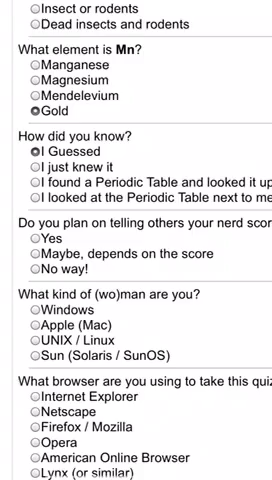 Insect or rodents
Dead insects and rodents
What element is Mn?
Manganese
Magnesium
Mendelevium
Gold
How did you know?
I Guessed
I just knew it
I found a Periodic Table and looked it up
I looked at the Periodic Table next to me
Do you plan on telling others your nerd scor
Yes
Maybe, depends on the score
No way!
What kind of (wo)man are you?
Windows
Apple (Mac)
UNIX / Linux
Sun (Solaris / SunOS)
What browser are you using to take this quiz
Internet Explorer
Netscape
Firefox / Mozilla
Opera
American Online Browser
Lynx (or similar)